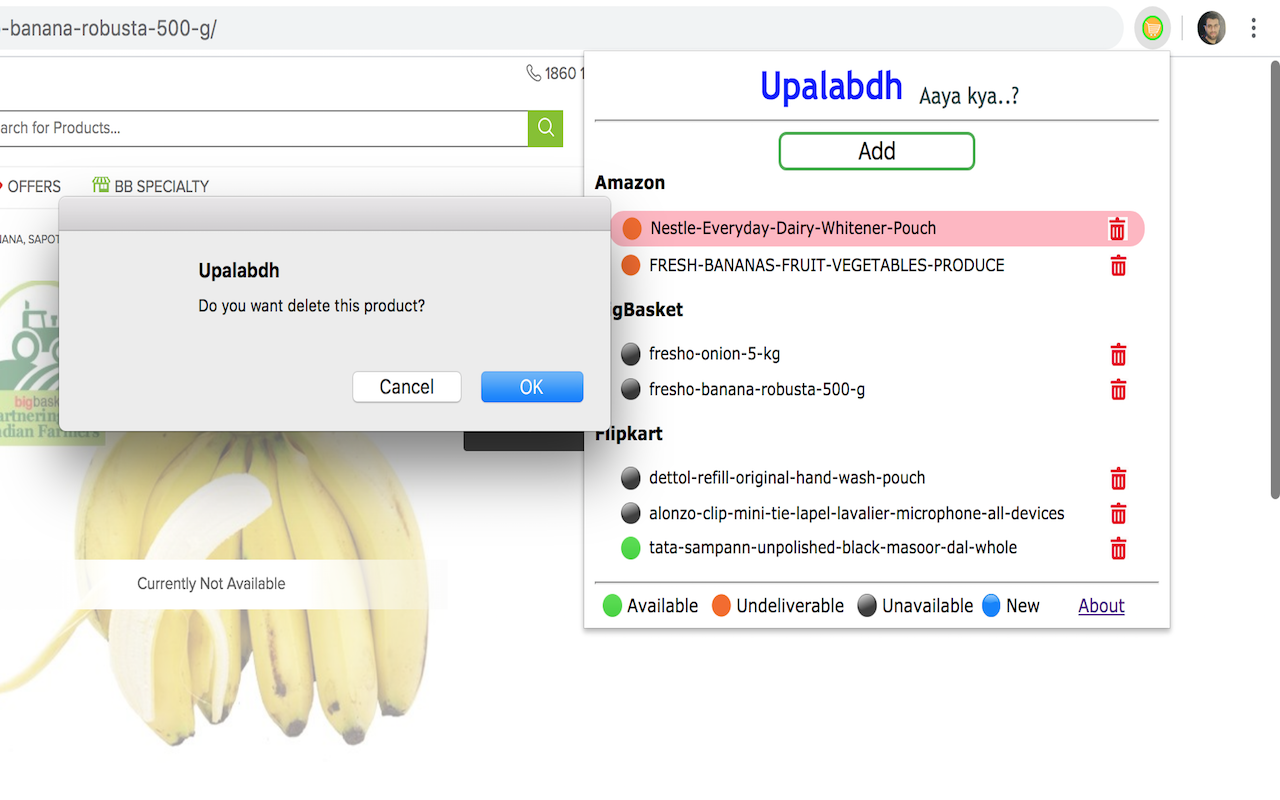 -banana-robusta-500-g/
1860 1
arch for Products...
OFFERS
BB SPECIALTY
ANA, SAPOT
bigbask
artnering
dian Farmers
Currently Not Available
Upalabdh
Do you want delete this product?
Cancel
OK
Upalabdh Aaya kya..?
Add
Amazon
Nestle-Everyday-Dairy-Whitener-Pouch
FRESH-BANANAS-FRUIT-VEGETABLES-PRODUCE
gBasket
fresho-onion-5-kg
fresho-banana-robusta-500-g
Flipkart
dettol-refill-original-hand-wash-pouch
alonzo-clip-mini-tie-lapel-lavalier-microphone-all-devices
tata-sampann-unpolished-black-masoor-dal-whole
Available Undeliverable Unavailable New About